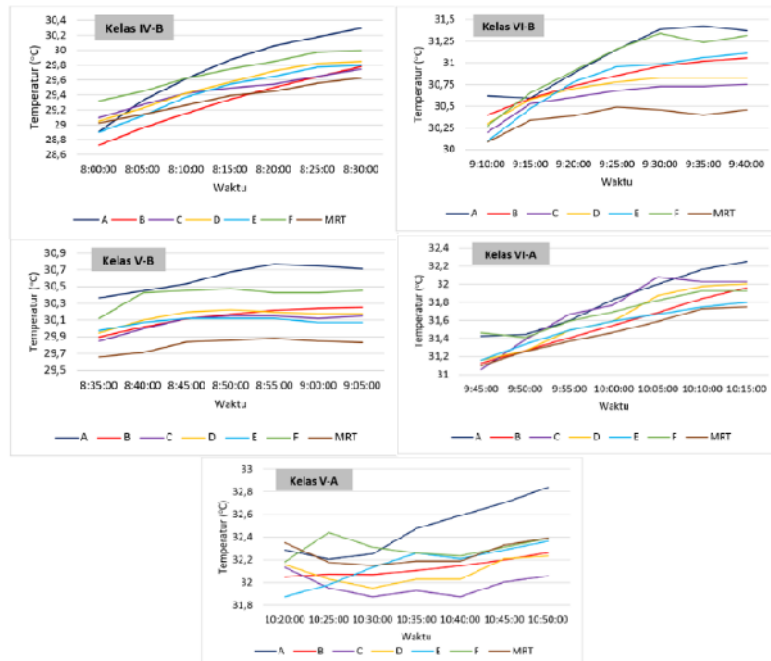 Kelas IV-B
Temperatur (°C)
30,4
30,2
30
29,8
29,6
29,4
29,2
29
28,8
28,6
8:00:00 8:05:00 8:10:00 8:15:00 8:20:00 8:25:00 8:30:00
Waktu
A B C D E F MRT
Kelas VI-B
Temperatur (°C)
31,5
31,25
31
30,75
30,5
30,25
30
9:10:00 9:15:00 9:20:00 9:25:00 9:30:00 9:35:00 9:40:00
Waktu
A B C D E F MRT
Kelas V-B
Temperatur (°C)
30,9
30,7
30,5
30,3
30,1
29,9
29,7
29,5
8:35:00 8:40:00 8:45:00 8:50:00 8:55:00 9:00:00 9:05:00
Waktu
A B C D E F MRT
Kelas VI-A
Temperatur (°C)
32,4
32,2
32
31,8
31,6
31,4
31,2
31
9:45:00 9:50:00 9:55:00 10:00:00 10:05:00 10:10:00 10:15:00
Waktu
A B C D E F MRT
Kelas V-A
Temperatur (°C)
33
32,8
32,6
32,4
32,2
32
31,8
10:20:00 10:25:00 10:30:00 10:35:00 10:40:00 10:45:00 10:50:00
Waktu
A B C D E F MRT